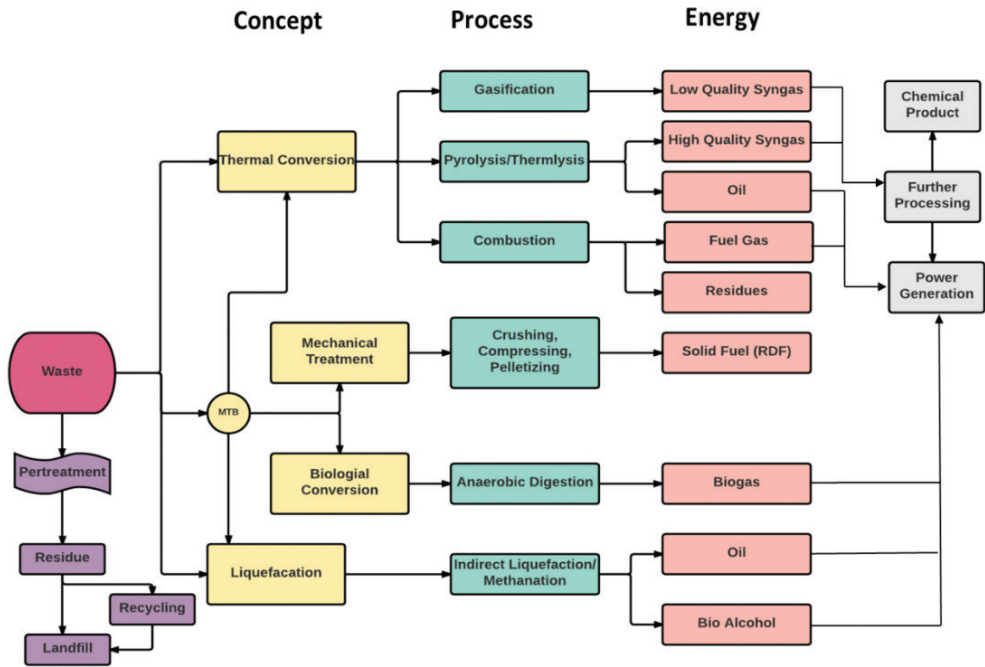 Concept
Process
Energy
Gasification
Low Quality Syngas
Chemical
Product
Thermal Conversion
Pyrolysis/Thermlysis
High Quality Syngas
Oil
Further
Processing
Combustion
Fuel Gas
Residues
Power
Generation
Waste
Mechanical
Treatment
Crushing,
Compressing,
Pelletizing
Solid Fuel (RDF)
MTB
Pertreatment
Biologial
Conversion
Anaerobic Digestion
Biogas
Residue
Recycling
Landfill
Liquefacation
Indirect Liquefaction/
Methanation
Oil
Bio Alcohol